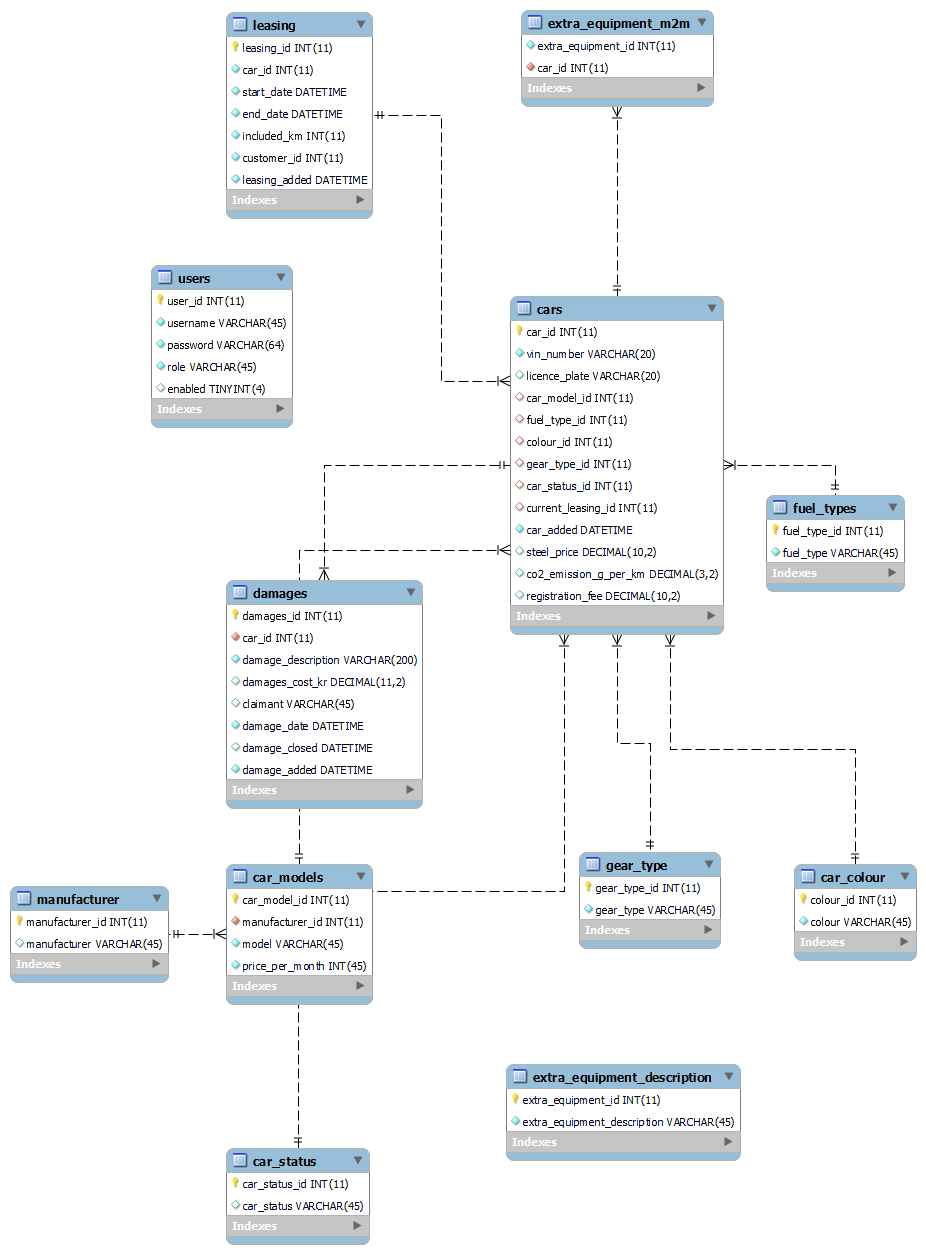 leasing
leasing_id INT(11)
car_id INT(11)
start_date DATETIME
end_date DATETIME
included_km INT(11)
customer_id INT(11)
leasing_added DATETIME
Indexes
extra_equipment_m2m
extra_equipment_id INT(11)
car_id INT(11)
Indexes
users
user_id INT(11)
username VARCHAR(45)
password VARCHAR(64)
role VARCHAR(45)
enabled TINYINT(4)
Indexes
cars
car_id INT(11)
vin_number VARCHAR(20)
licence_plate VARCHAR(20)
car_model_id INT(11)
fuel_type_id INT(11)
colour_id INT(11)
gear_type_id INT(11)
car_status_id INT(11)
current_leasing_id INT(11)
car_added DATETIME
steel_price DECIMAL(10,2)
co2_emission_g_per_km DECIMAL(3,2)
registration_fee DECIMAL(10,2)
Indexes
fuel_types
fuel_type_id INT(11)
fuel_type VARCHAR(45)
Indexes
damages
damages_id INT(11)
car_id INT(11)
damage_description VARCHAR(200)
damages_cost_kr DECIMAL(11,2)
claimant VARCHAR(45)
damage_date DATETIME
damage_closed DATETIME
damage_added DATETIME
Indexes
manufacturer
manufacturer_id INT(11)
manufacturer VARCHAR(45)
Indexes
car_models
car_model_id INT(11)
manufacturer_id INT(11)
model VARCHAR(45)
price_per_month INT(45)
Indexes
gear_type
gear_type_id INT(11)
gear_type VARCHAR(45)
Indexes
car_colour
colour_id INT(11)
colour VARCHAR(45)
Indexes
extra_equipment_description
extra_equipment_id INT(11)
extra_equipment_description VARCHAR(45)
Indexes
car_status
car_status_id INT(11)
car_status VARCHAR(45)
Indexes